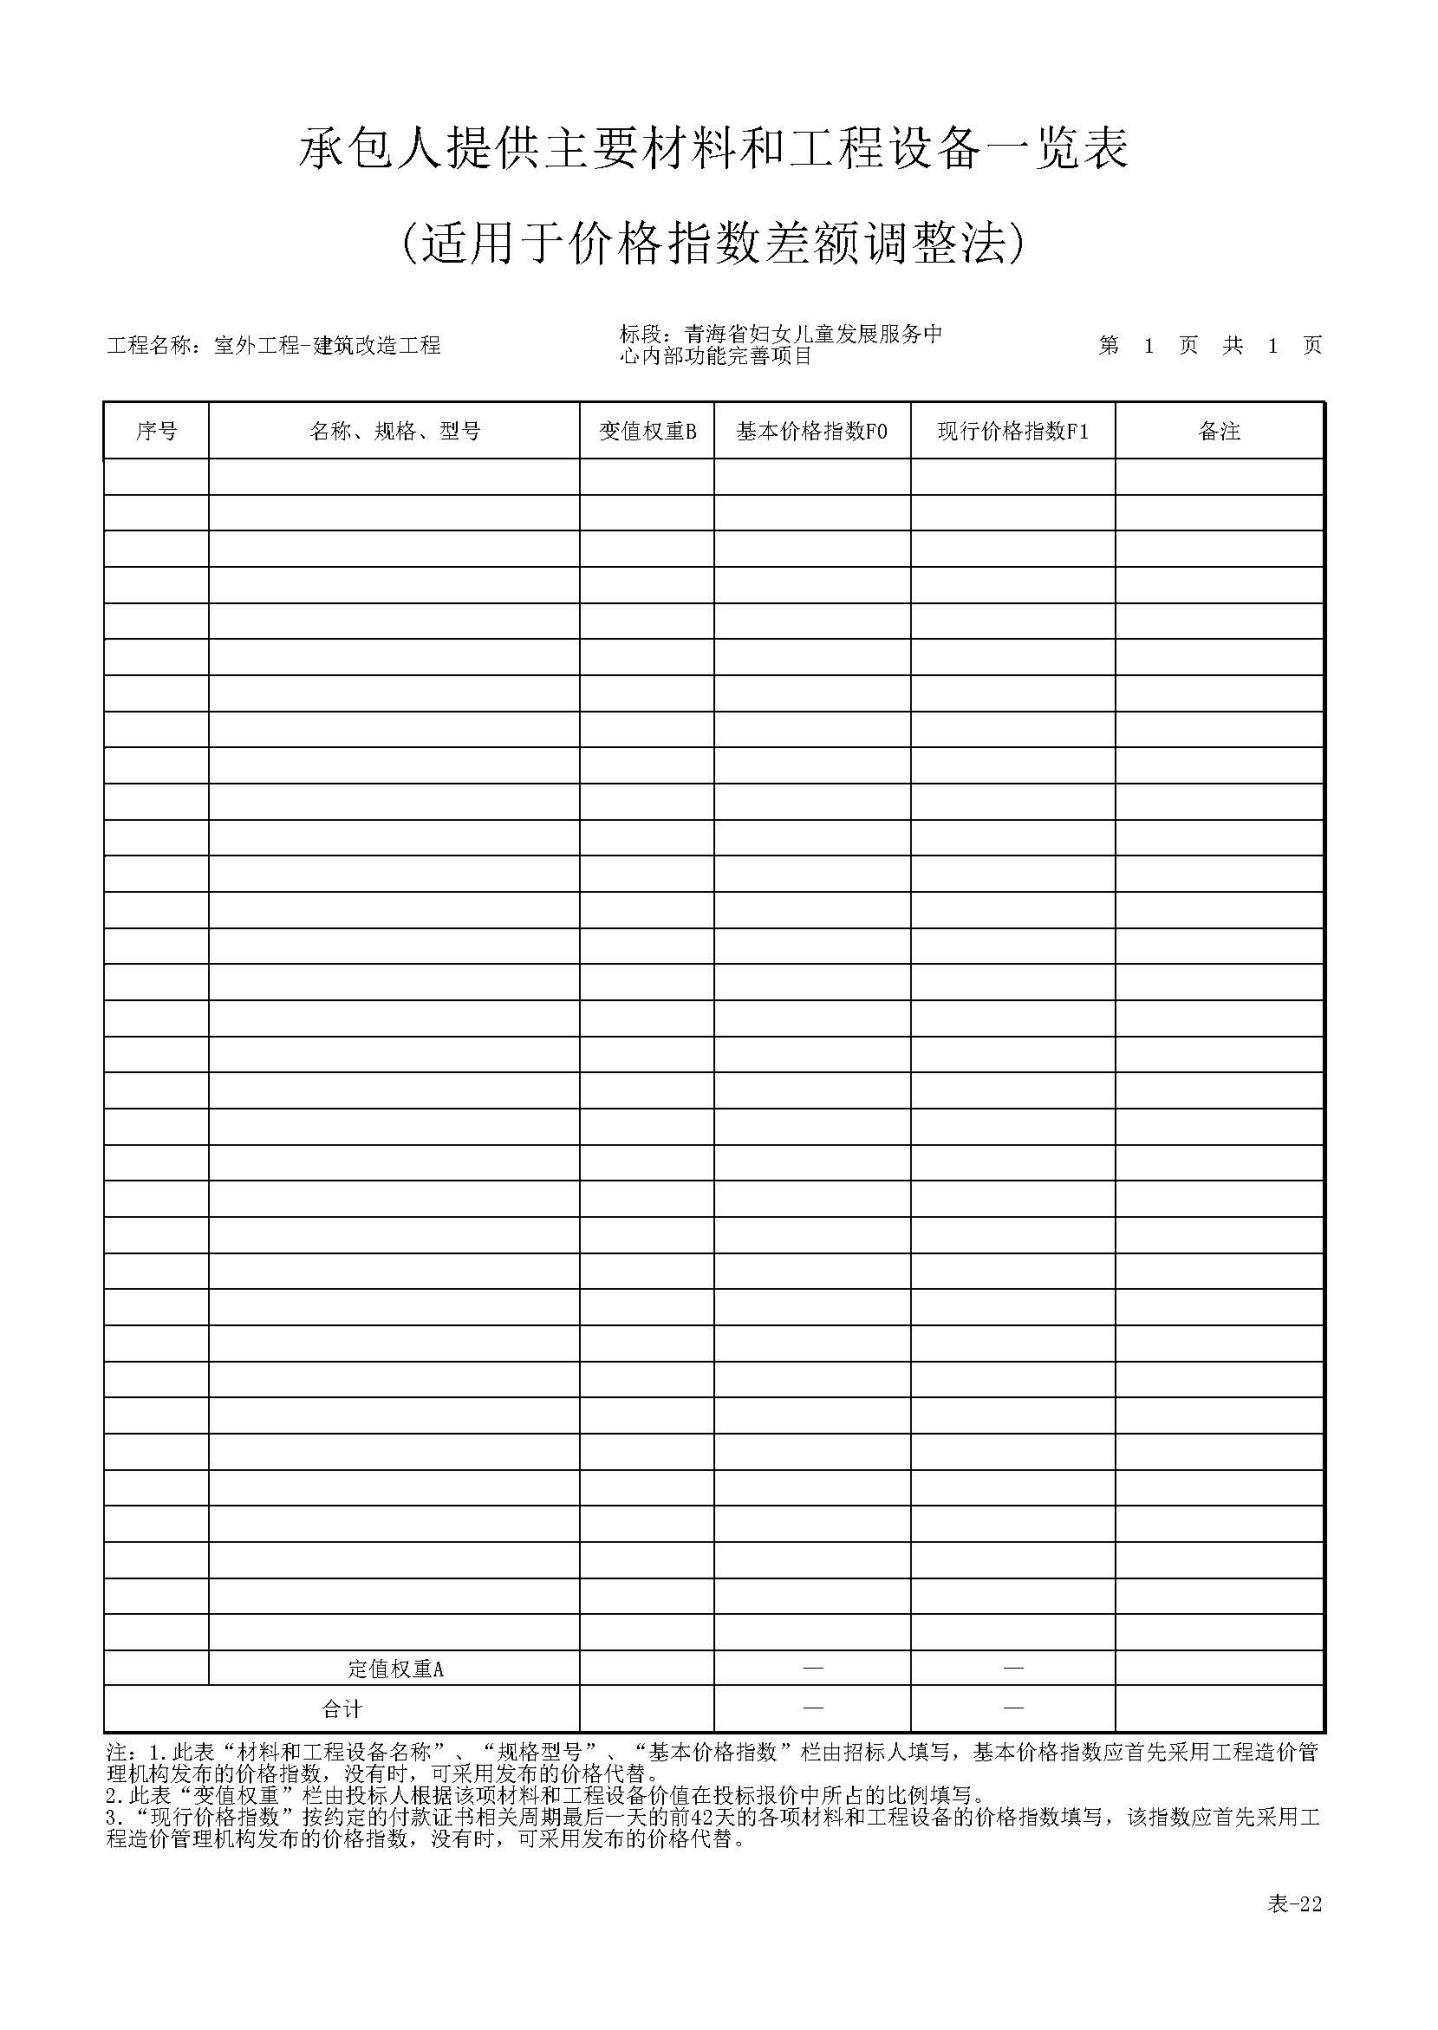 承包人提供主要材料和工程设备一览表
(适用于价格指数差额调整法)
工程名称：室外工程-建筑改造工程
标段：青海省妇女儿童发展服务中
心内部功能完善项目
第 1 页 共 1 页
序号 名称、规格、型号 变值权重B 基本价格指数F0 现行价格指数F1 备注
定值权重A — —
合计 — —
注：1.此表“材料和工程设备名称”、“规格型号”、“基本价格指数”栏由招标人填写，基本价格指数应首先采用工程造价管
理机构发布的价格指数，没有时，可采用发布的价格代替。
2.此表“变值权重”栏由投标人根据该项材料和工程设备价值在投标报价中所占的比例填写。
3.“现行价格指数”按约定的付款证书相关周期最后一天的前42天的各项材料和工程设备的价格指数填写，该指数应首先采用工
程造价管理机构发布的价格指数，没有时，可采用发布的价格代替。
表-22